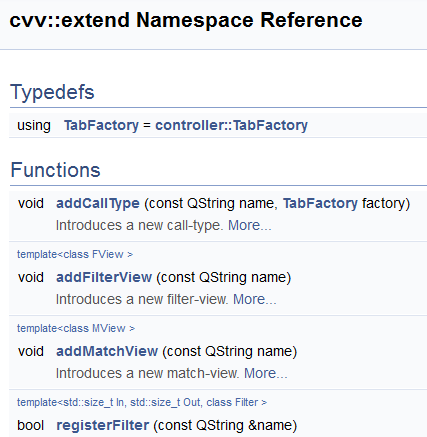 cvv::extend Namespace Reference
Typedefs
using TabFactory = controller::TabFactory
Functions
void addCallType (const QString name, TabFactory factory)
Introduces a new call-type. More...
template<class FView >
void addFilterView (const QString name)
Introduces a new filter-view. More...
template<class MView >
void addMatchView (const QString name)
Introduces a new match-view. More...
template<std::size_t In, std::size_t Out, class Filter >
bool registerFilter (const QString &name)